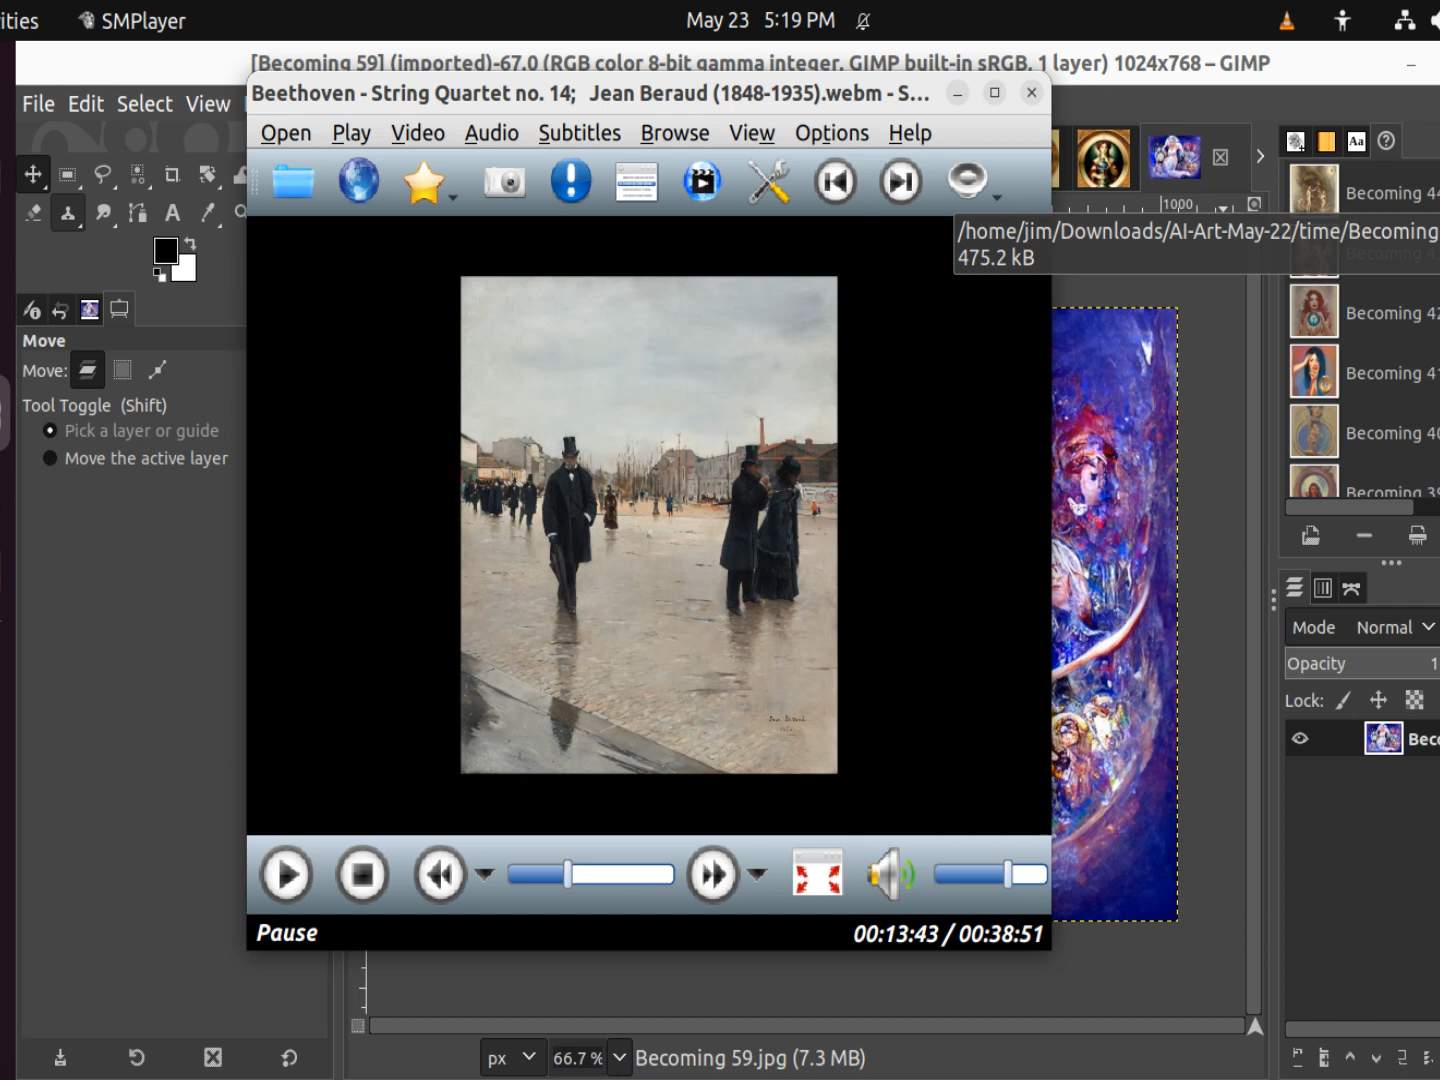 ities SMPlayer May 23 5:19 PM
[Becoming 59] (imported)-67.0 (RGB color 8-bit gamma integer, GIMP built-in sRGB, 1 layer) 1024x768 – GIMP
File Edit Select View
Beethoven - String Quartet no. 14; Jean Beraud (1848-1935).webm - S...
Open Play Video Audio Subtitles Browse View Options Help
Aa
1000
Becoming 44
/home/jim/Downloads/AI-Art-May-22/time/Becoming
475.2 kB
Becoming 42
Becoming 41
Becoming 40
Becoming 39
Move
Move:
Tool Toggle (Shift)
Pick a layer or guide
Move the active layer
Mode Normal
Opacity 1
Lock:
Beco
Pause 00:13:43 / 00:38:51
px 66.7 % Becoming 59.jpg (7.3 MB)